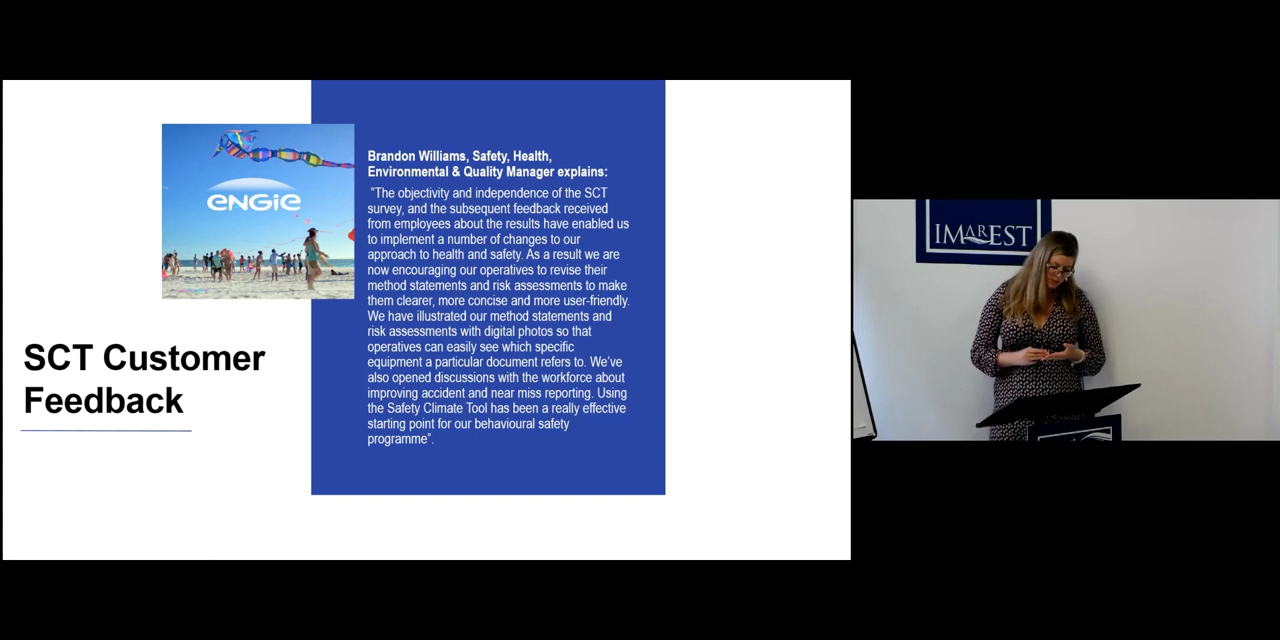 ENGIE
SCT Customer
Feedback
Brandon Williams, Safety, Health,
Environmental & Quality Manager explains:
"The objectivity and independence of the SCT
survey, and the subsequent feedback received
from employees about the results have enabled us
to implement a number of changes to our
approach to health and safety. As a result we are
now encouraging our operatives to revise their
method statements and risk assessments to make
them clearer, more concise and more user-friendly.
We have illustrated our method statements and
risk assessments with digital photos so that
operatives can easily see which specific
equipment a particular document refers to. We’ve
also opened discussions with the workforce about
improving accident and near miss reporting. Using
the Safety Climate Tool has been a really effective
starting point for our behavioural safety
programme”.
IMAREST